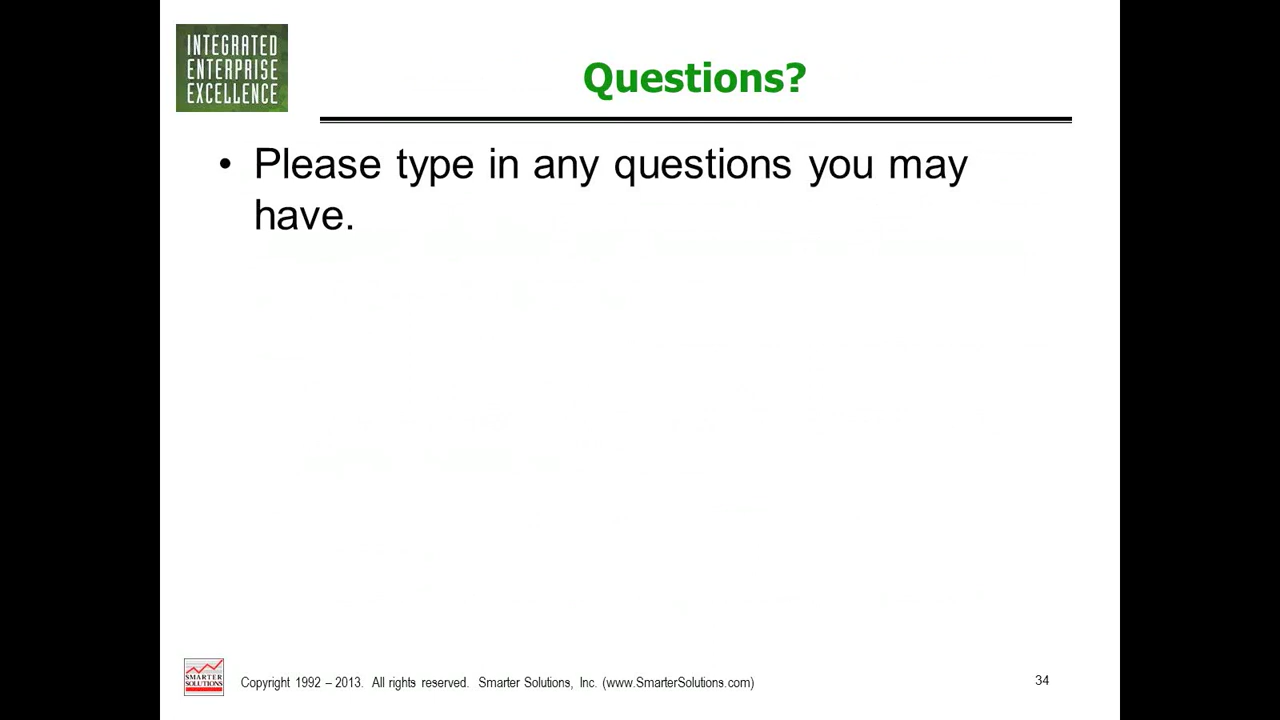 INTEGRATED
ENTERPRISE
EXCELLENCE
Questions?
• Please type in any questions you may
have.
SMARTER
SOLUTIONS
Copyright 1992 – 2013. All rights reserved. Smarter Solutions, Inc. (www.SmarterSolutions.com)
34